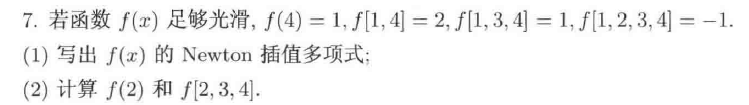 7. 若函数 f(x) 足够光滑, f(4) = 1, f[1, 4] = 2, f[1, 3, 4] = 1, f[1, 2, 3, 4] = −1.
(1) 写出 f(x) 的 Newton 插值多项式;
(2) 计算 f(2) 和 f[2, 3, 4].